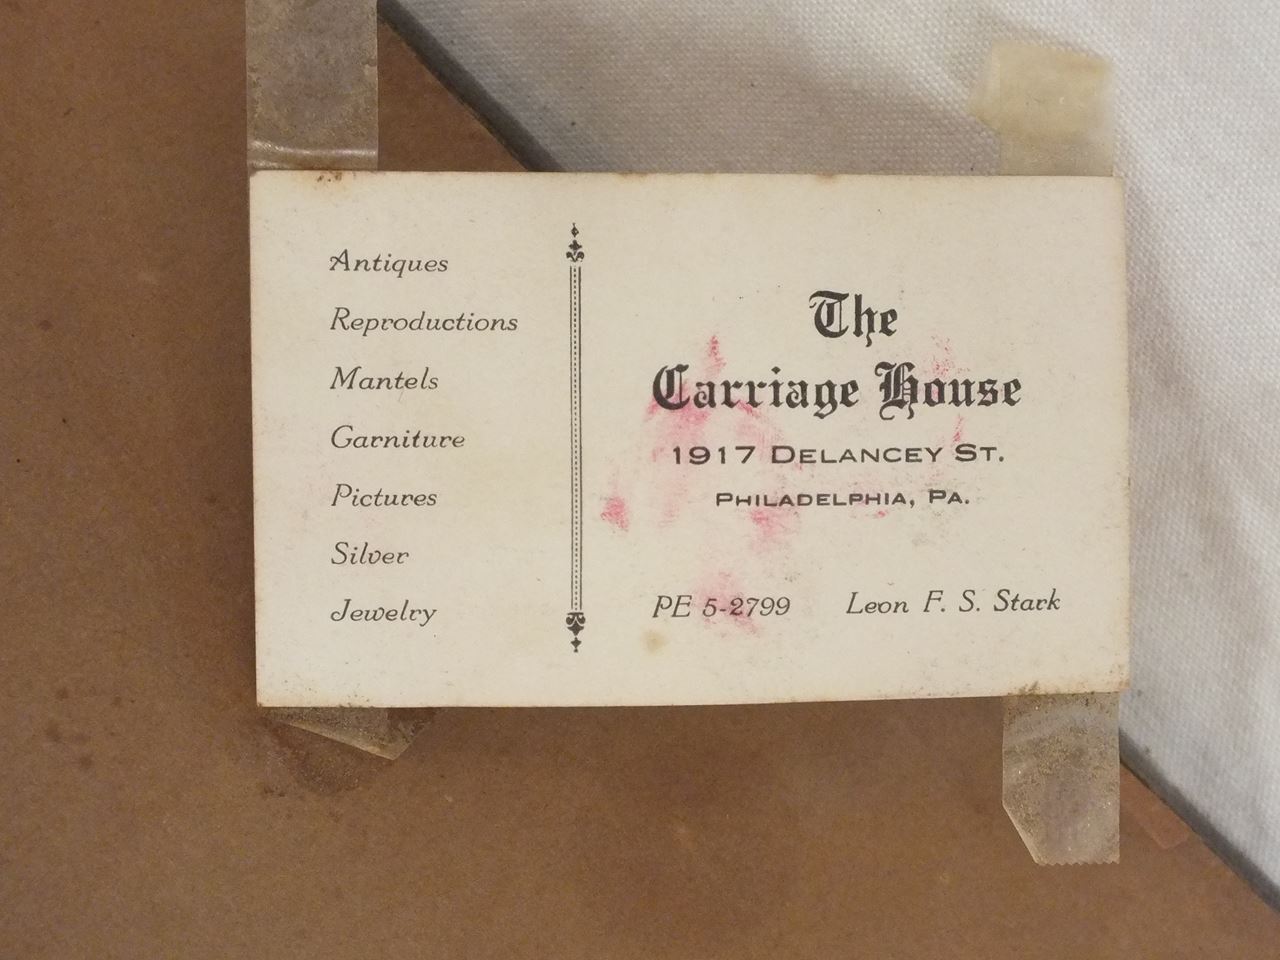 Antiques
Reproductions
Mantels
Garniture
Pictures
Silver
Jewelry
The
Carriage House
1917 Delancey St.
Philadelphia, Pa.
PE 5-2799 Leon F. S. Stark